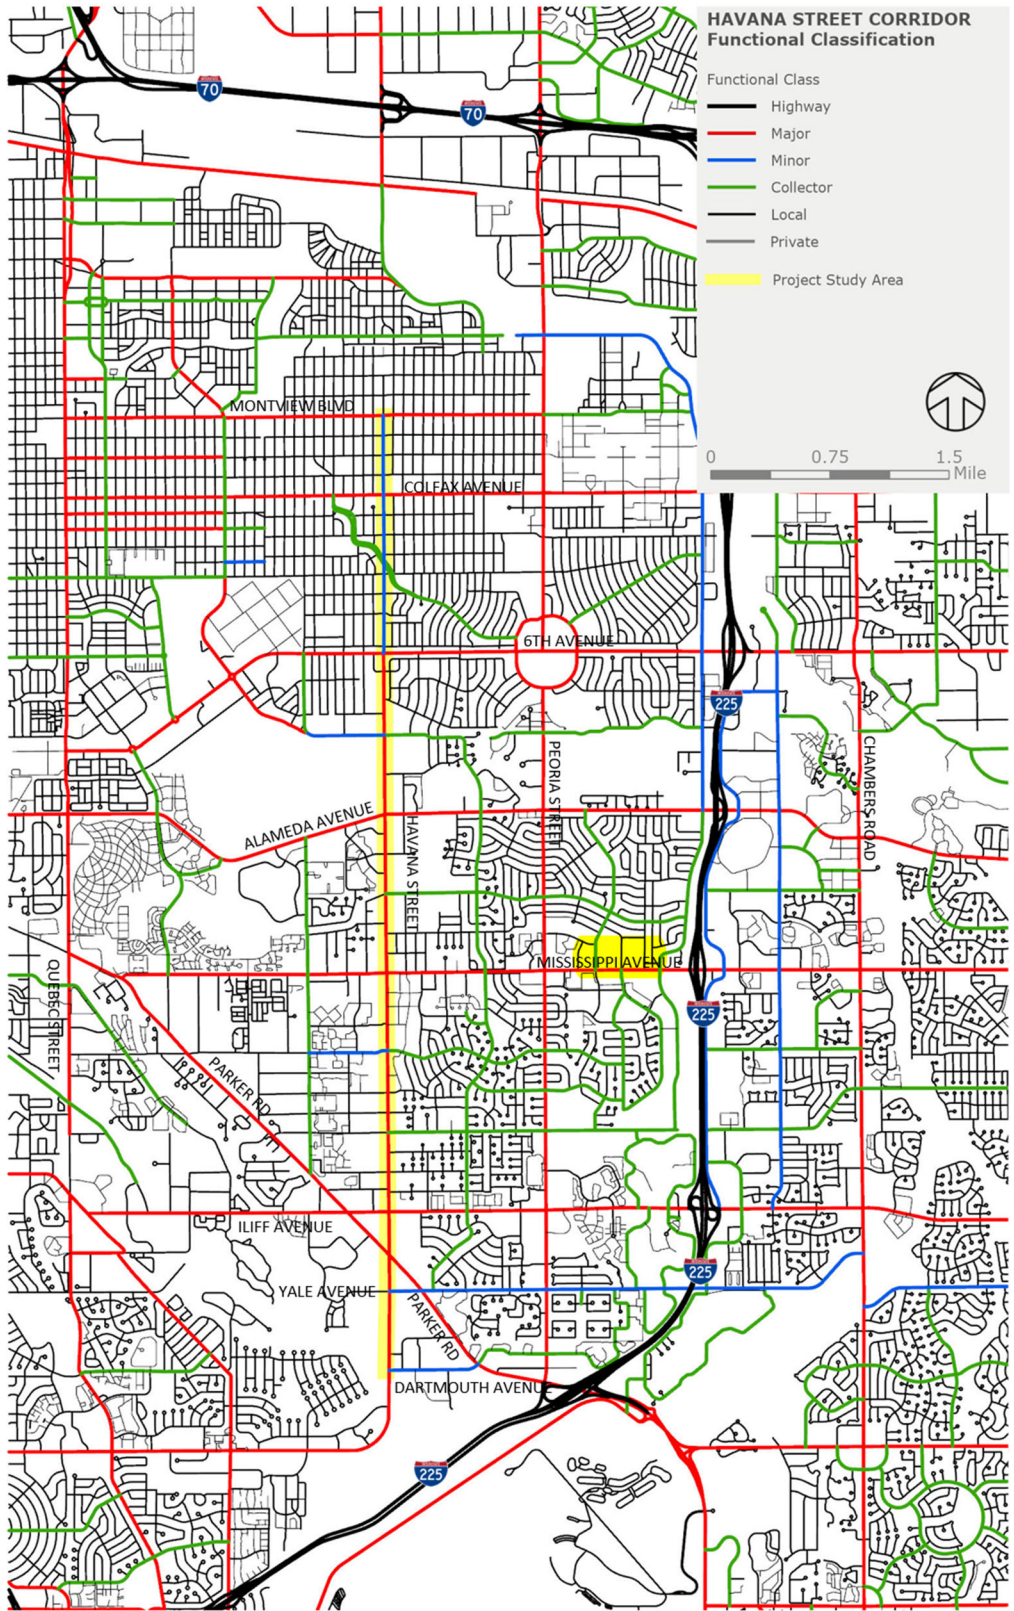 HAVANA STREET CORRIDOR
Functional Classification
Functional Class
Highway
Major
Minor
Collector
Local
Private
Project Study Area
0 0.75 1.5
Mile
70
70
MONTVIEW BLVD
COLFAX AVENUE
6TH AVENUE
225
PEORIA STREET
CHAMBERS ROAD
ALAMEDA AVENUE
HAVANA STREET
MISSISSIPPI AVENUE
QUEBEC STREET
225
PARKER RD
ILIFF AVENUE
225
YALE AVENUE
PARKER RD
DARTMOUTH AVENUE
225